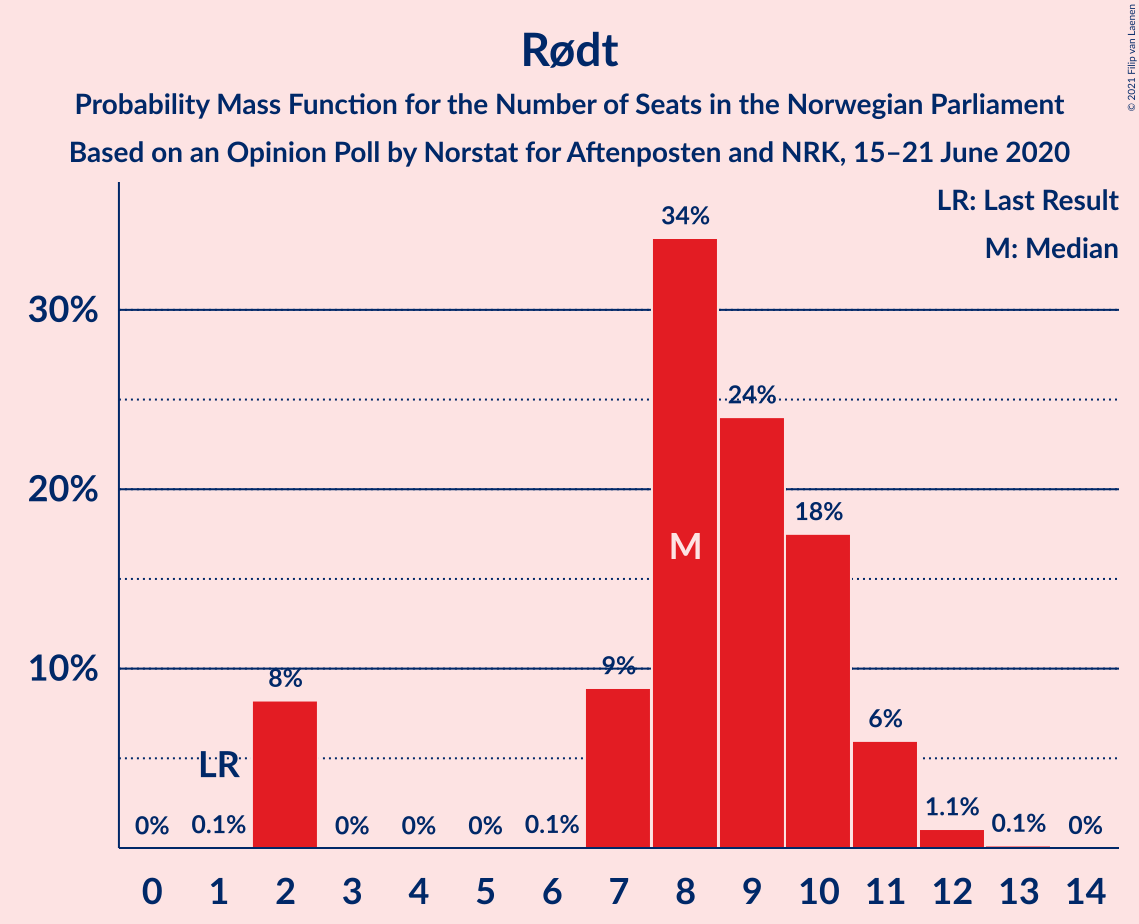 © 2021 Filip van Laenen
Rødt
Probability Mass Function for the Number of Seats in the Norwegian Parliament
Based on an Opinion Poll by Norstat for Aftenposten and NRK, 15–21 June 2020
LR: Last Result
M: Median
34%
30%
24%
20%
18%
M
10%
9%
8%
6%
LR
0% 0.1% 0% 0% 0% 0.1% 1.1% 0.1% 0%
0 1 2 3 4 5 6 7 8 9 10 11 12 13 14